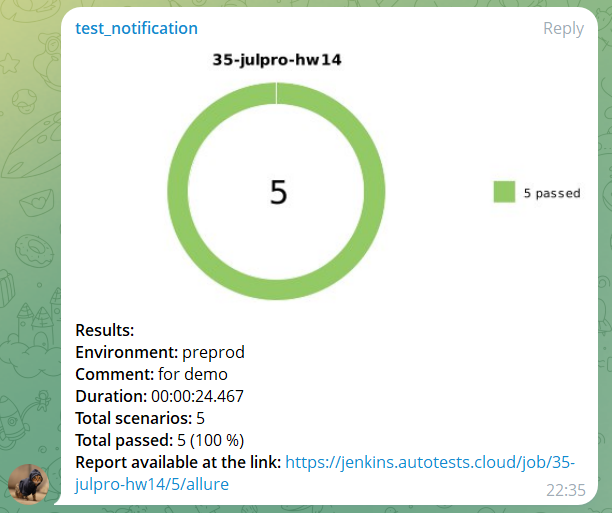 test_notification Reply
35-julpro-hw14
5
5 passed
Results:
Environment: preprod
Comment: for demo
Duration: 00:00:24.467
Total scenarios: 5
Total passed: 5 (100 %)
Report available at the link: https://jenkins.autotests.cloud/job/35-
julpro-hw14/5/allure
22:35